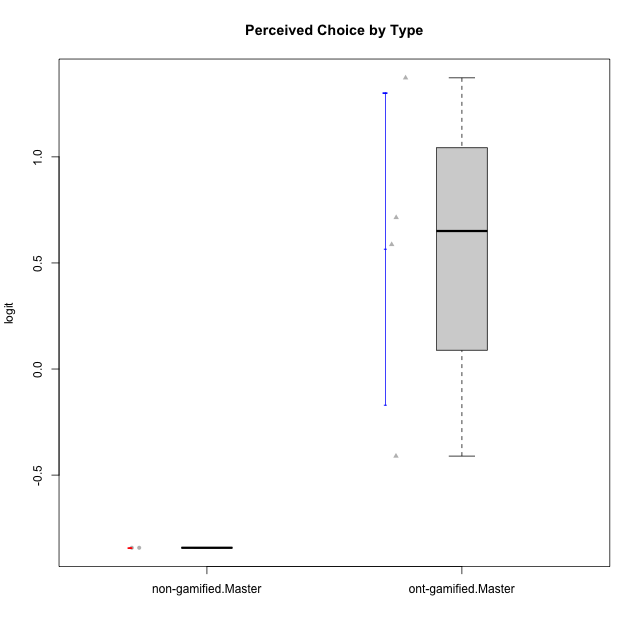 Perceived Choice by Type
logit
1.0
0.5
0.0
-0.5
non-gamified.Master
ont-gamified.Master